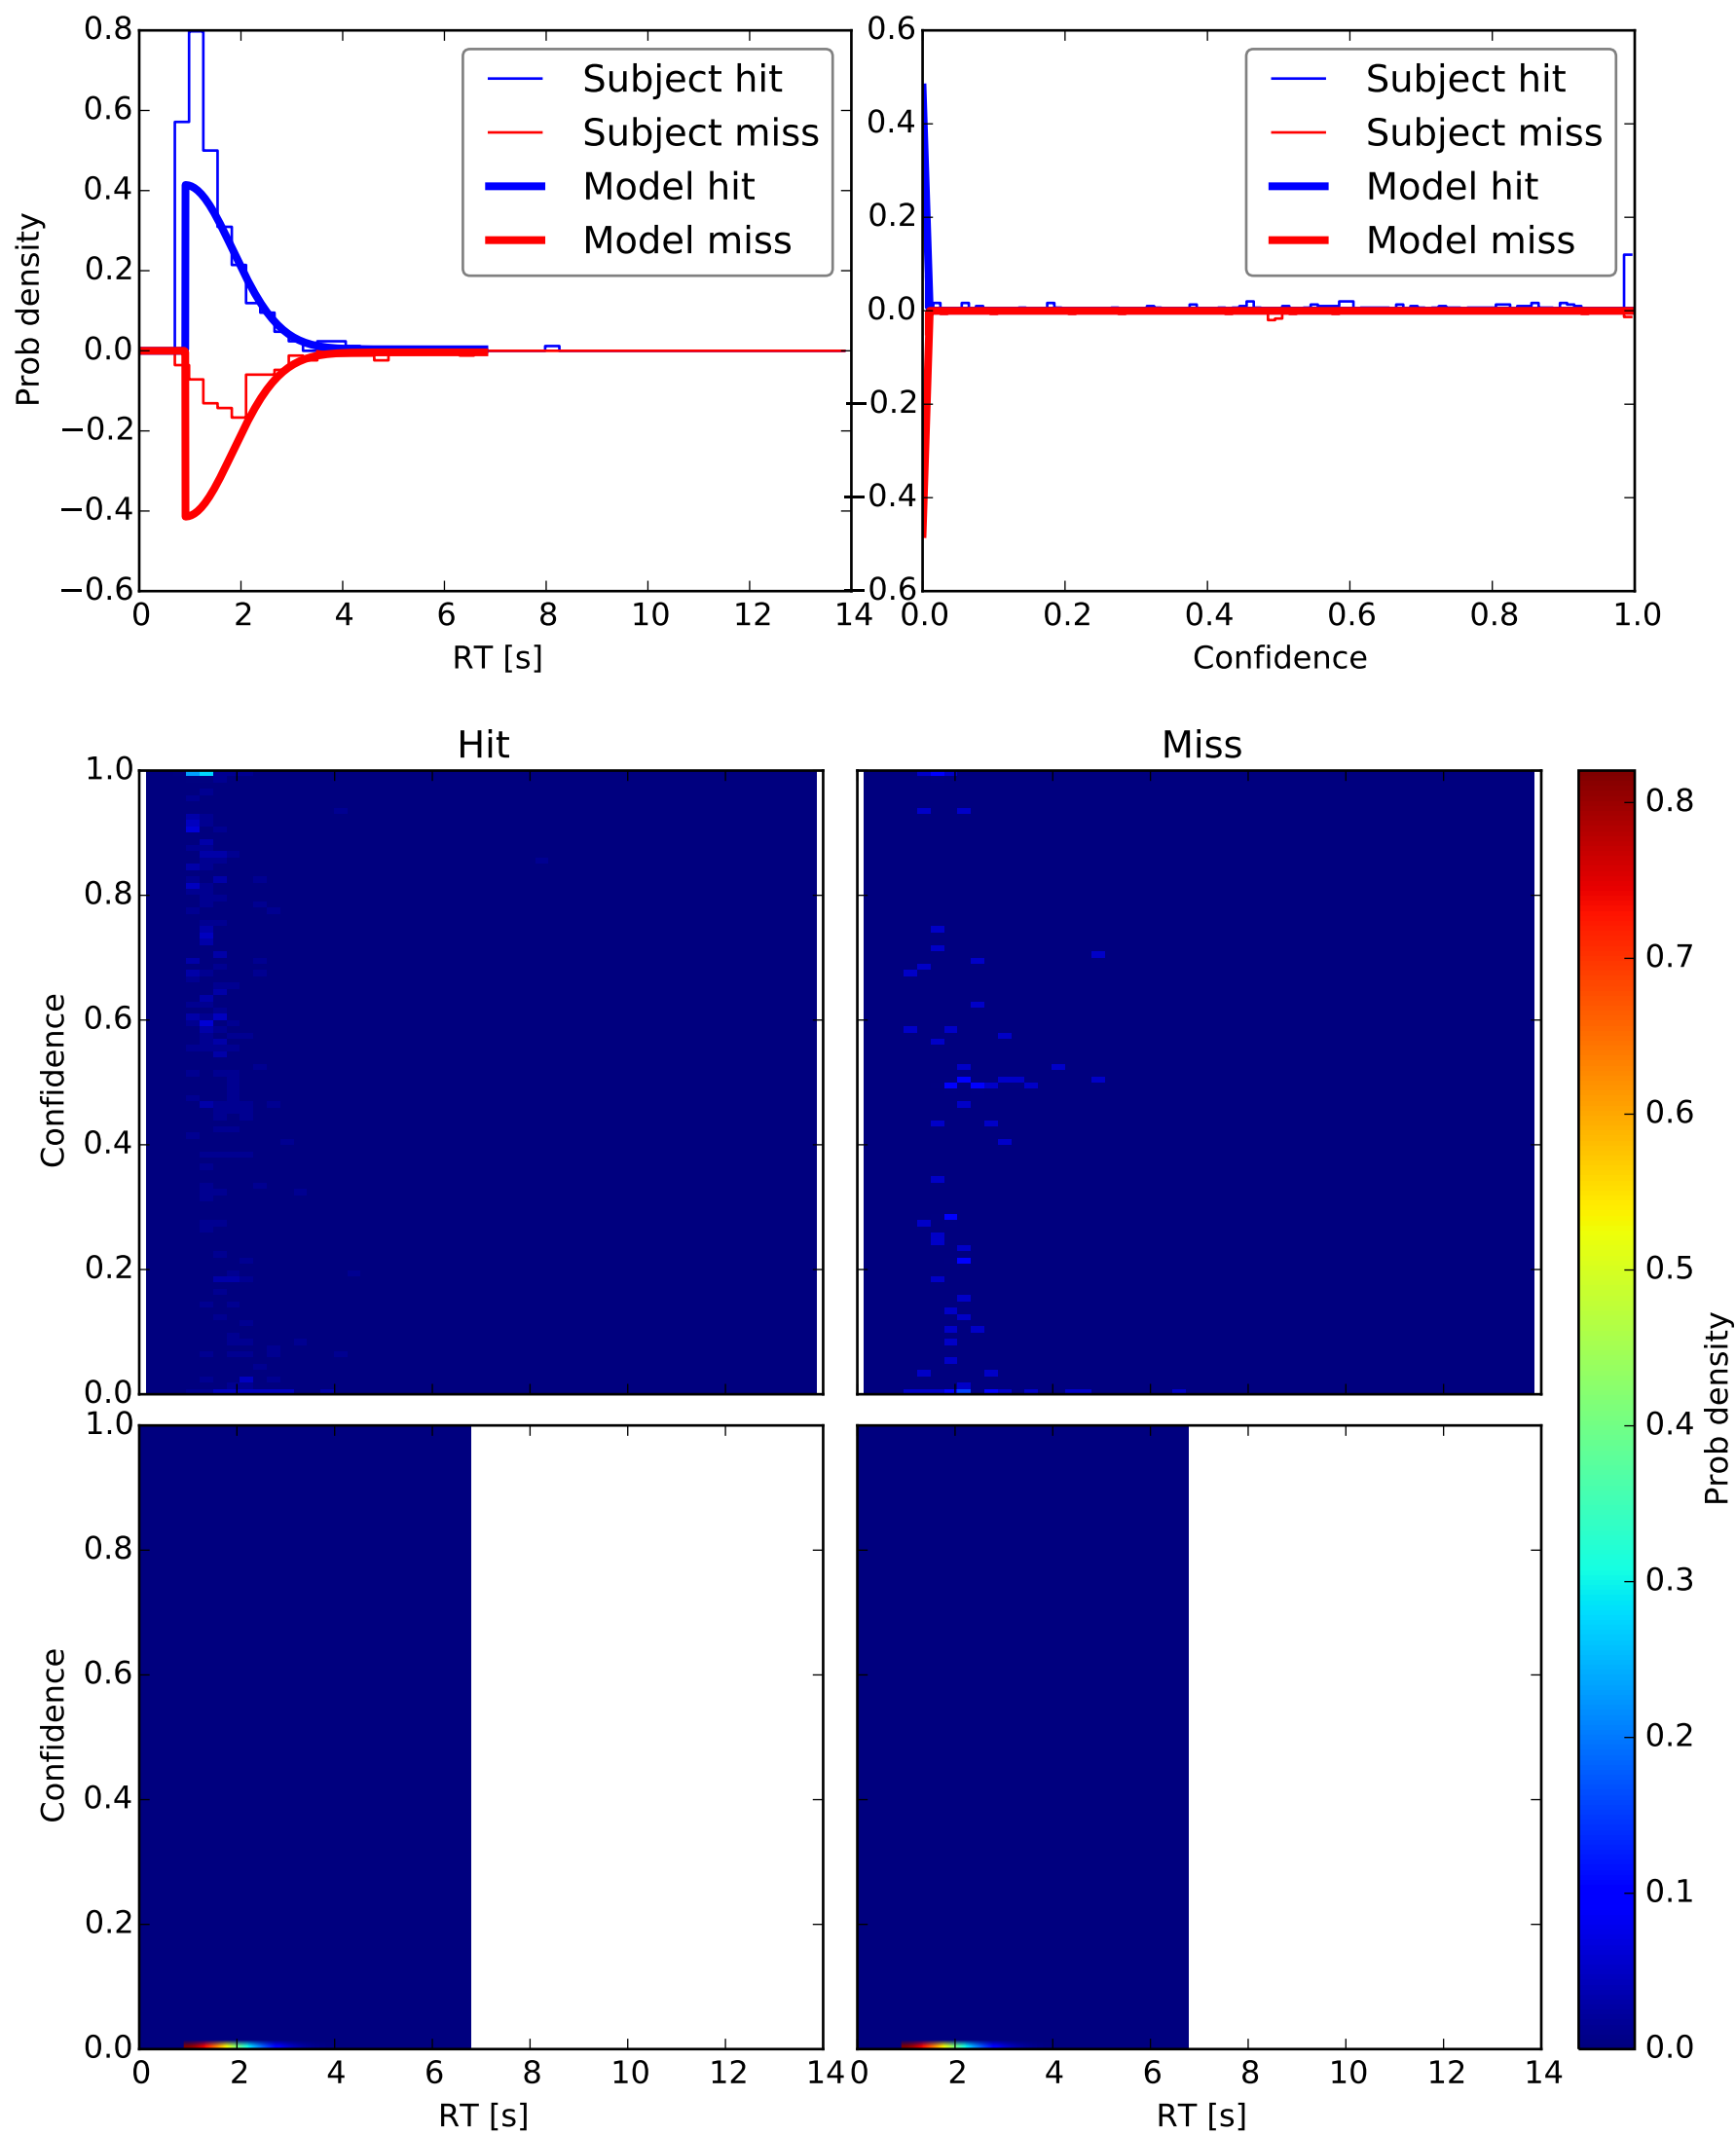 0.8
0.6
0.4
0.2
0.0
−0.2
−0.4
−0.6
Prob density
0 2 4 6 8 10 12 14
RT [s]
Subject hit
Subject miss
Model hit
Model miss
0.6
0.4
0.2
0.0
−0.2
−0.4
−0.6
0.0 0.2 0.4 0.6 0.8 1.0
Confidence
Subject hit
Subject miss
Model hit
Model miss
Hit
1.0
0.8
0.6
0.4
0.2
0.0
Confidence
Miss
1.0
0.8
0.6
0.4
0.2
0.0
Confidence
0 2 4 6 8 10 12 14
RT [s]
0 2 4 6 8 10 12 14
RT [s]
0.8
0.7
0.6
0.5
0.4
0.3
0.2
0.1
0.0
Prob density